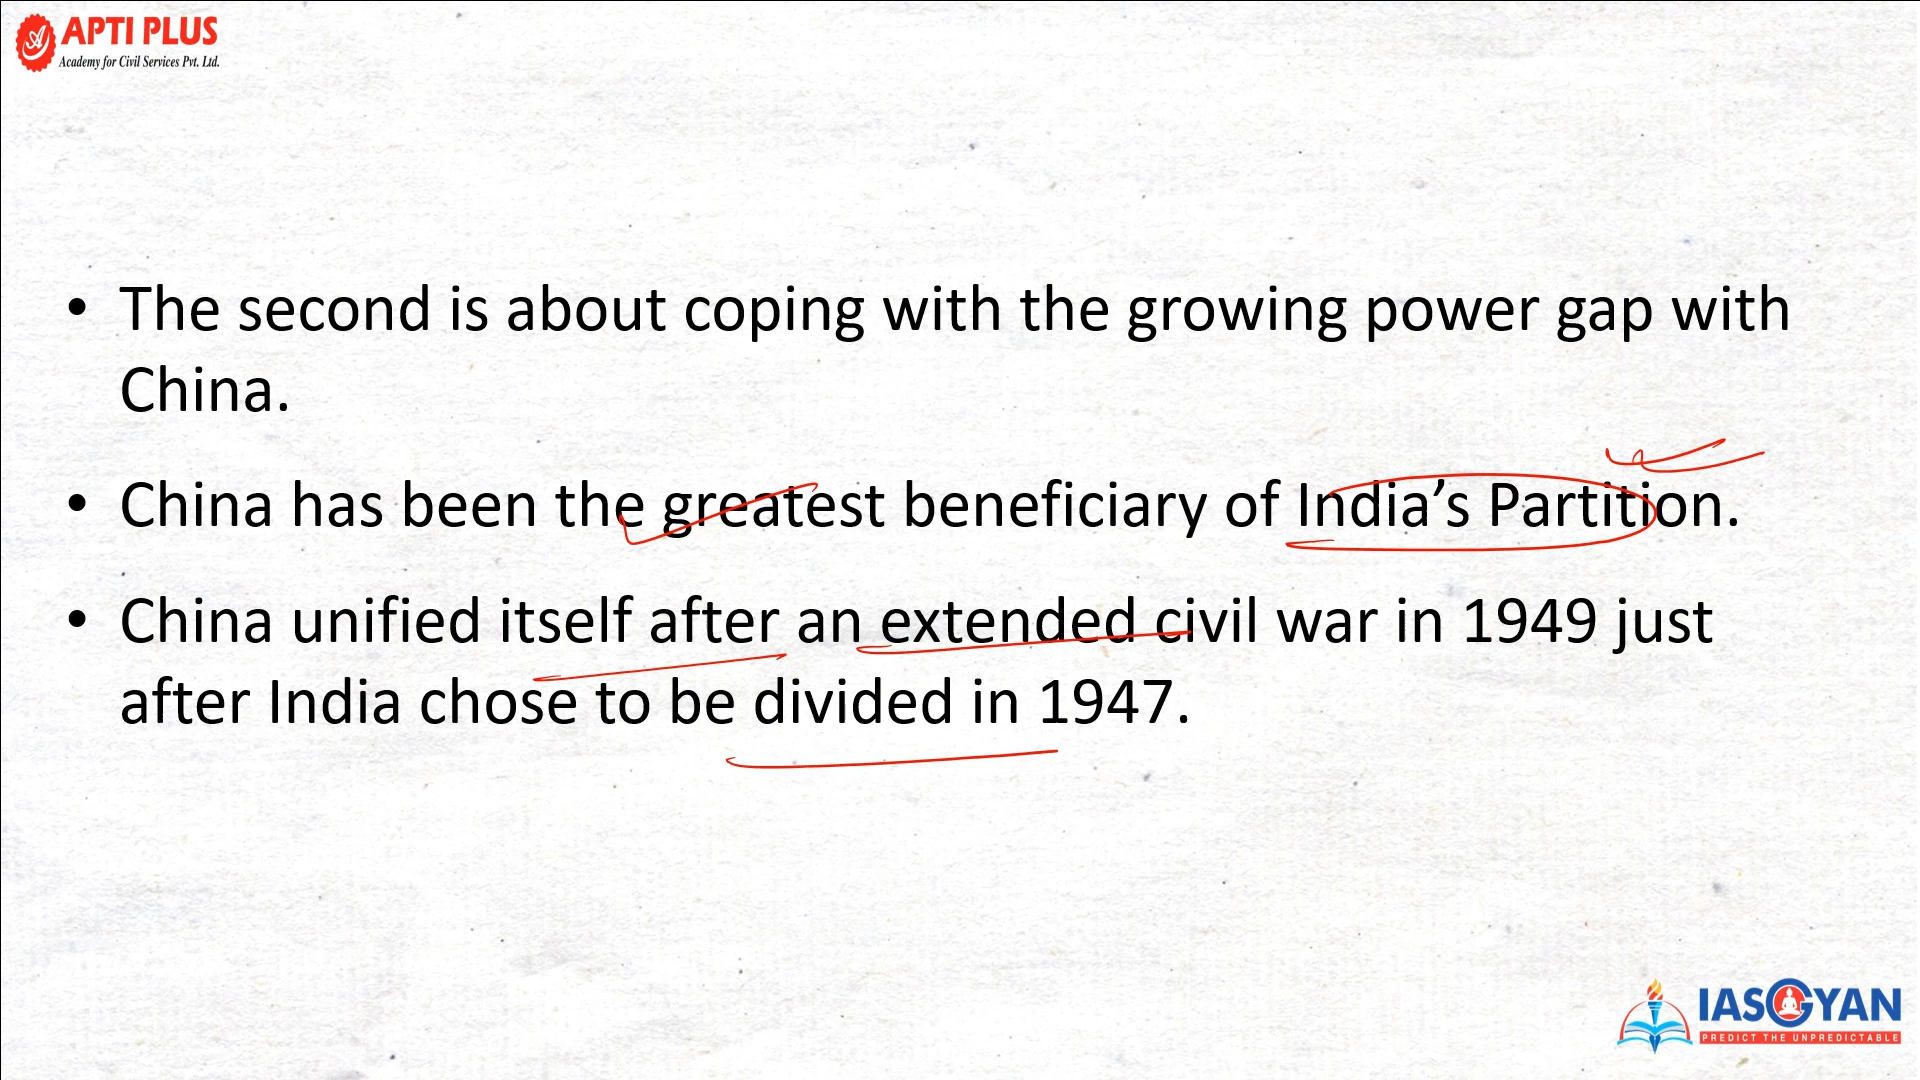 APTI PLUS
Academy for Civil Services Pvt. Ltd.
• The second is about coping with the growing power gap with
China.
• China has been the greatest beneficiary of India’s Partition.
• China unified itself after an extended civil war in 1949 just
after India chose to be divided in 1947.
IASGYAN
PREDICT THE UNPREDICTABLE